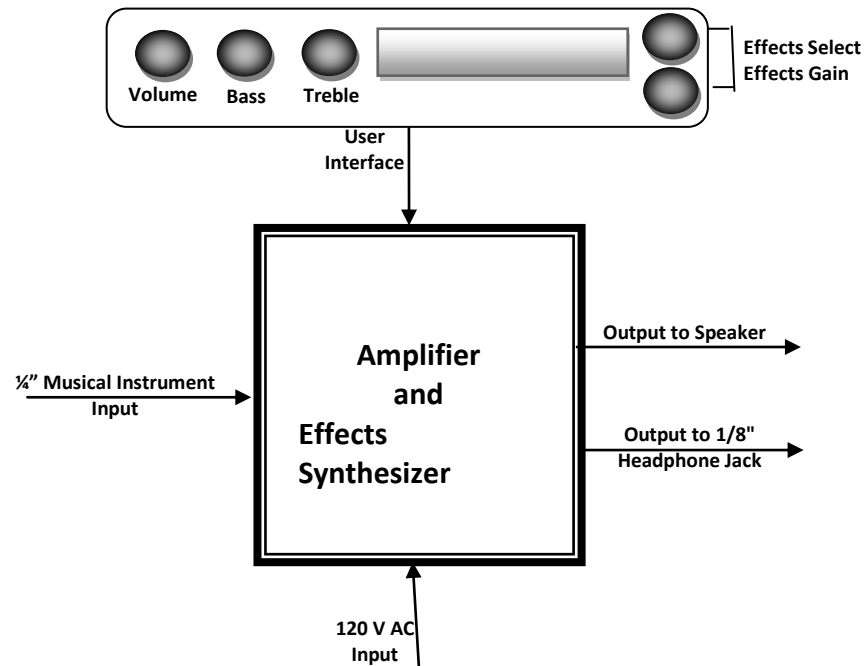 Effects Select
Effects Gain
Volume
Bass
Treble
User
Interface
Amplifier
and
Effects
Synthesizer
Output to Speaker
¼” Musical Instrument
Input
Output to 1/8"
Headphone Jack
120 V AC
Input